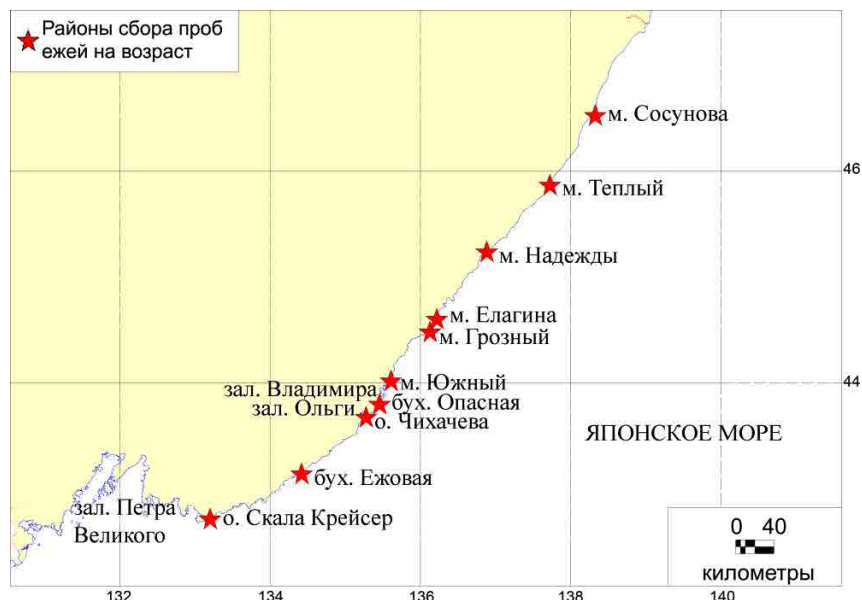 Районы сбора проб
ежей на возраст
м. Сосунова
46
м. Теплый
м. Надежды
м. Елагина
м. Грозный
44
м. Южный
зал. Владимира
бух. Опасная
зал. Ольги
о. Чихачева
ЯПОНСКОЕ МОРЕ
бух. Ежовая
зал. Петра
Великого
о. Скала Крейсер
0 40
километры
132 134 136 138 140